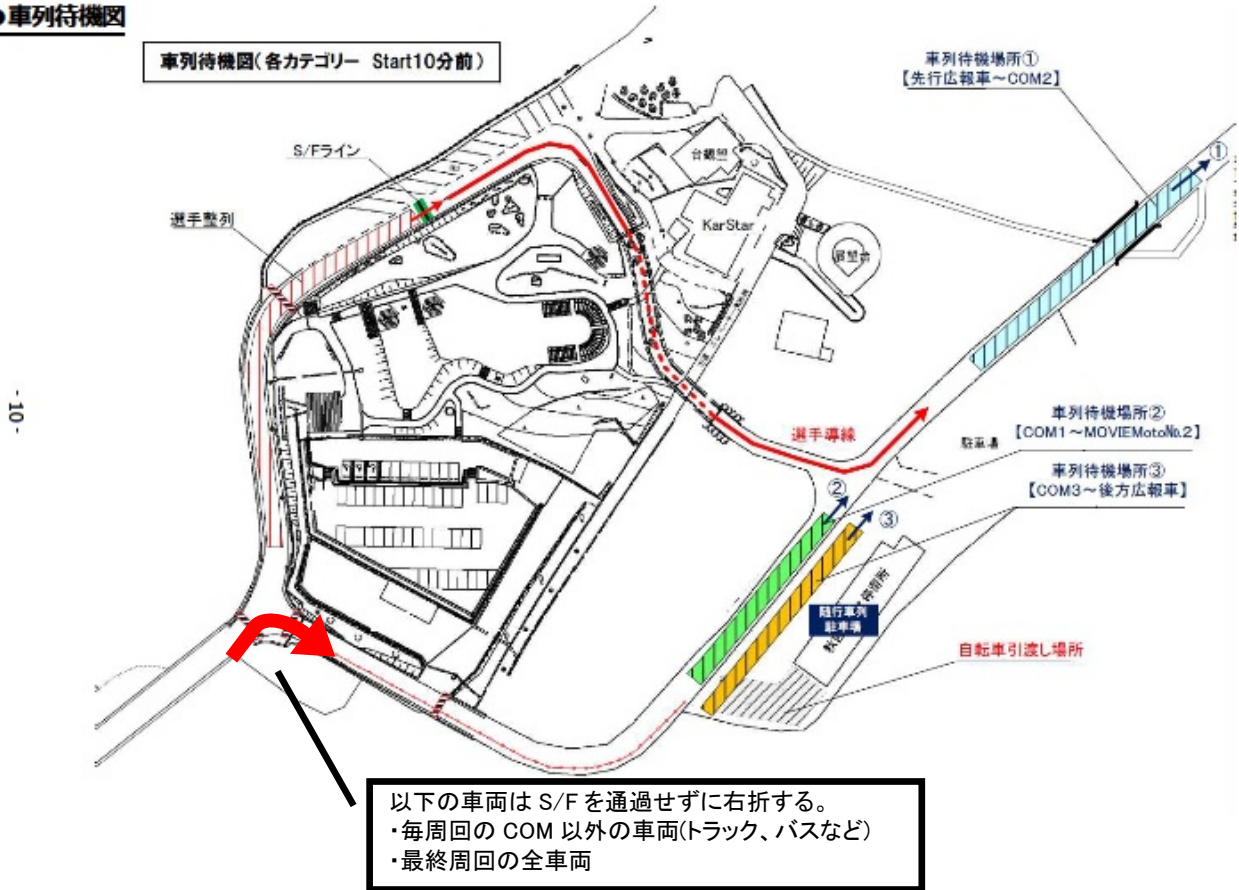 車列待機図
車列待機図(各カテゴリー Start10分前)
車列待機場所①
【先行広報車～COM2】
①
S/Fライン
選手整列
KarStar
展望台
車列待機場所②
【COM1～MOVIEMoto№2】
駐車場
選手導線
車列待機場所③
【COM3～後方広報車】
②
③
随行車列
駐車場
自転車引渡し場所
- 10 -
以下の車両は S/F を通過せずに右折する。
・毎周回の COM 以外の車両(トラック、バスなど)
・最終周回の全車両